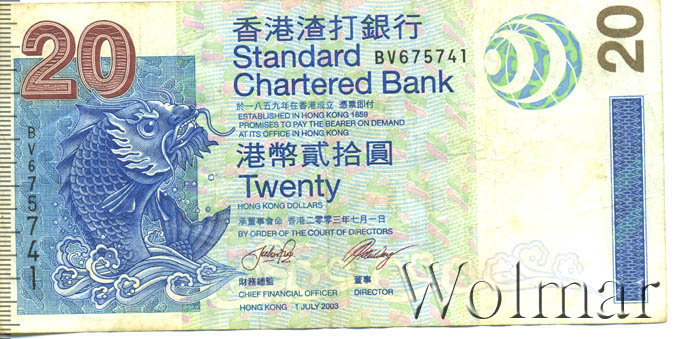 20
香港渣打銀行
Standard
Chartered Bank
BV675741
於一八五九年在香港成立 憑票即付
ESTABLISHED IN HONG KONG 1859
PROMISES TO PAY THE BEARER ON DEMAND
AT ITS OFFICE IN HONG KONG
港幣貳拾圓
Twenty
HONG KONG DOLLARS
承董事會命 香港二零零三年七月一日
BY ORDER OF THE COURT OF DIRECTORS
財務總監
CHIEF FINANCIAL OFFICER
董事
DIRECTOR
HONG KONG 1 JULY 2003
BV675741
20
Wolmar